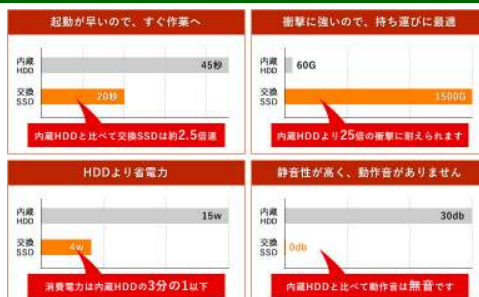 起動が早いので、すぐ作業へ
内蔵
HDD
45秒
交換
SSD
20秒
内蔵HDDと比べて交換SSDは約2.5倍速
衝撃に強いので、持ち運びに最適
内蔵
HDD
60G
交換
SSD
1500G
内蔵HDDより25倍の衝撃に耐えられます
HDDより省電力
内蔵
HDD
15w
交換
SSD
4w
消費電力は内蔵HDDの3分の1以下
静音性が高く、動作音がありません
内蔵
HDD
30db
交換
SSD
0db
内蔵HDDと比べて動作音は無音です